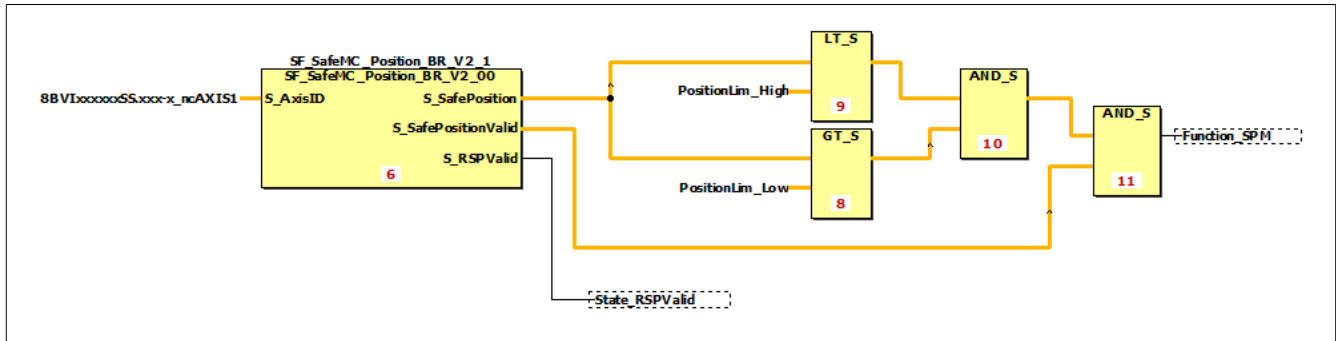 SF_SafeMC_Position_BR_V2_1
SF_SafeMC_Position_BR_V2_00
8BVIxxxxxxSS.xxx-x_ncAXIS1
S_AxisID
S_SafePosition
S_SafePositionValid
S_RSPValid
6
LT_S
PositionLim_High
9
GT_S
PositionLim_Low
8
AND_S
10
AND_S
11
Function_SPM
State_RSPValid